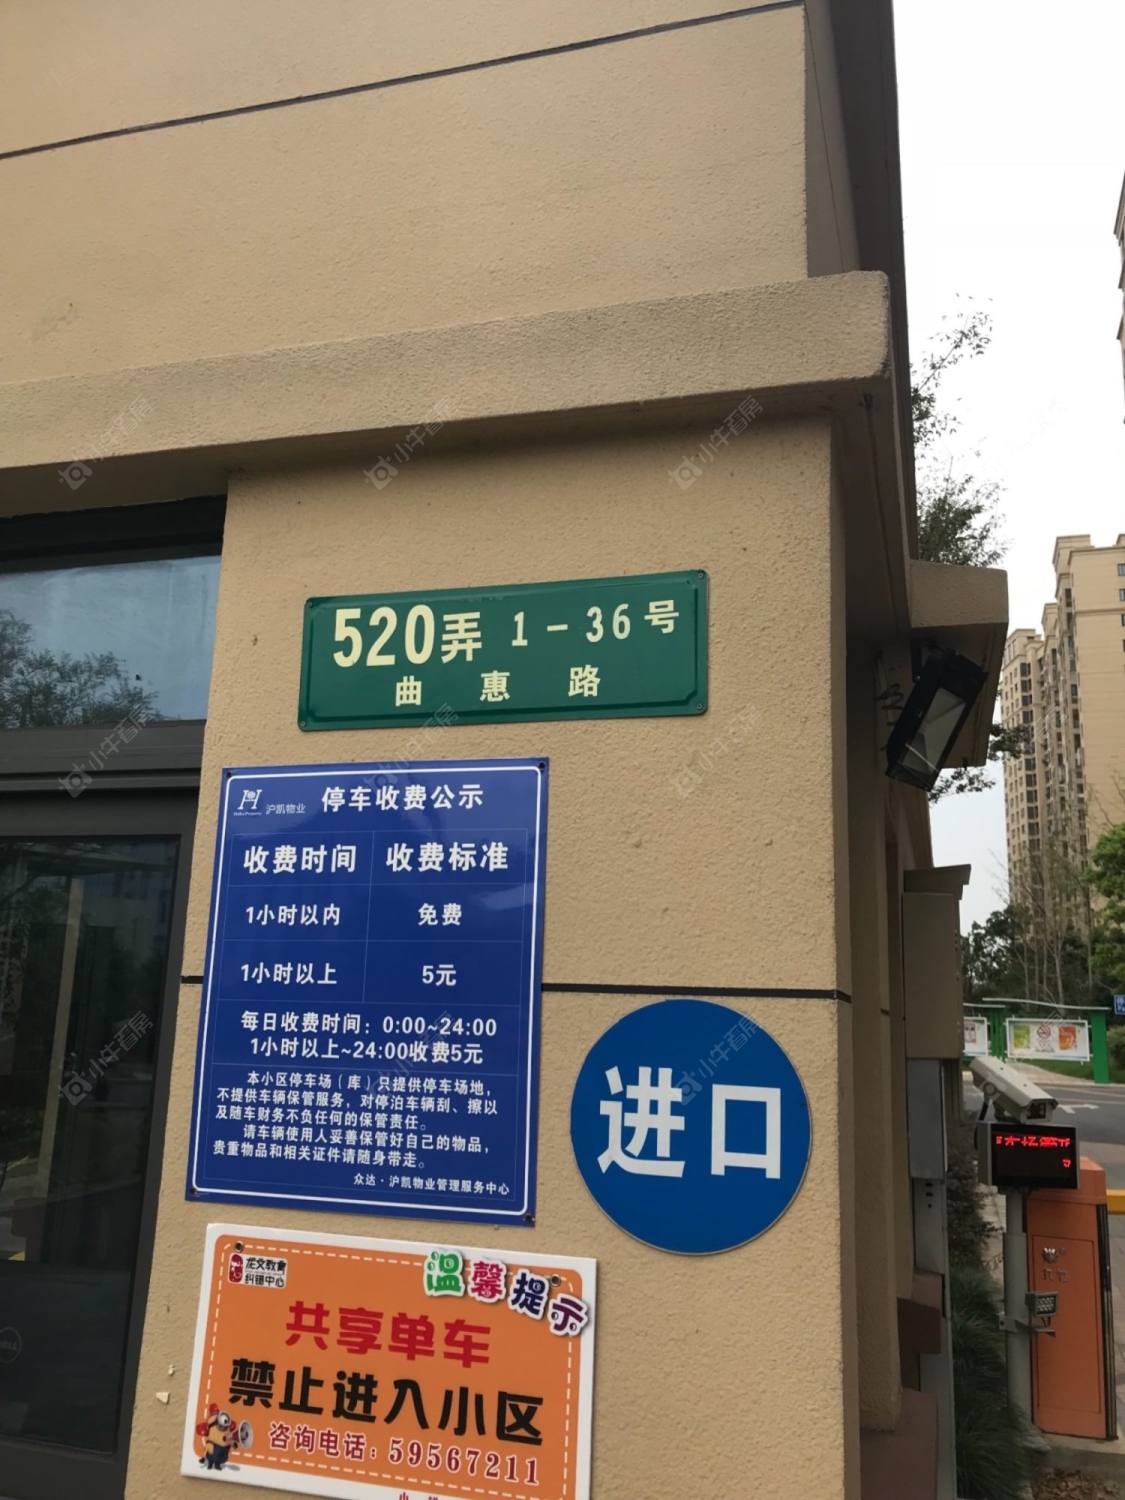 520弄 1-36号
曲惠路
沪凯物业 停车收费公示
收费时间 收费标准
1小时以内 免费
1小时以上 5元
每日收费时间：0:00~24:00
1小时以上~24:00收费5元
本小区停车场（库）只提供停车场地，
不提供车辆保管服务，对停泊车辆刮、擦以
及随车财务不负任何的保管责任。
请车辆使用人妥善保管好自己的物品，
贵重物品和相关证件请随身带走。
众达·沪凯物业管理服务中心
进口
龙文教育
纠错中心
温馨提示
共享单车
禁止进入小区
咨询电话：59567211
小牛看房